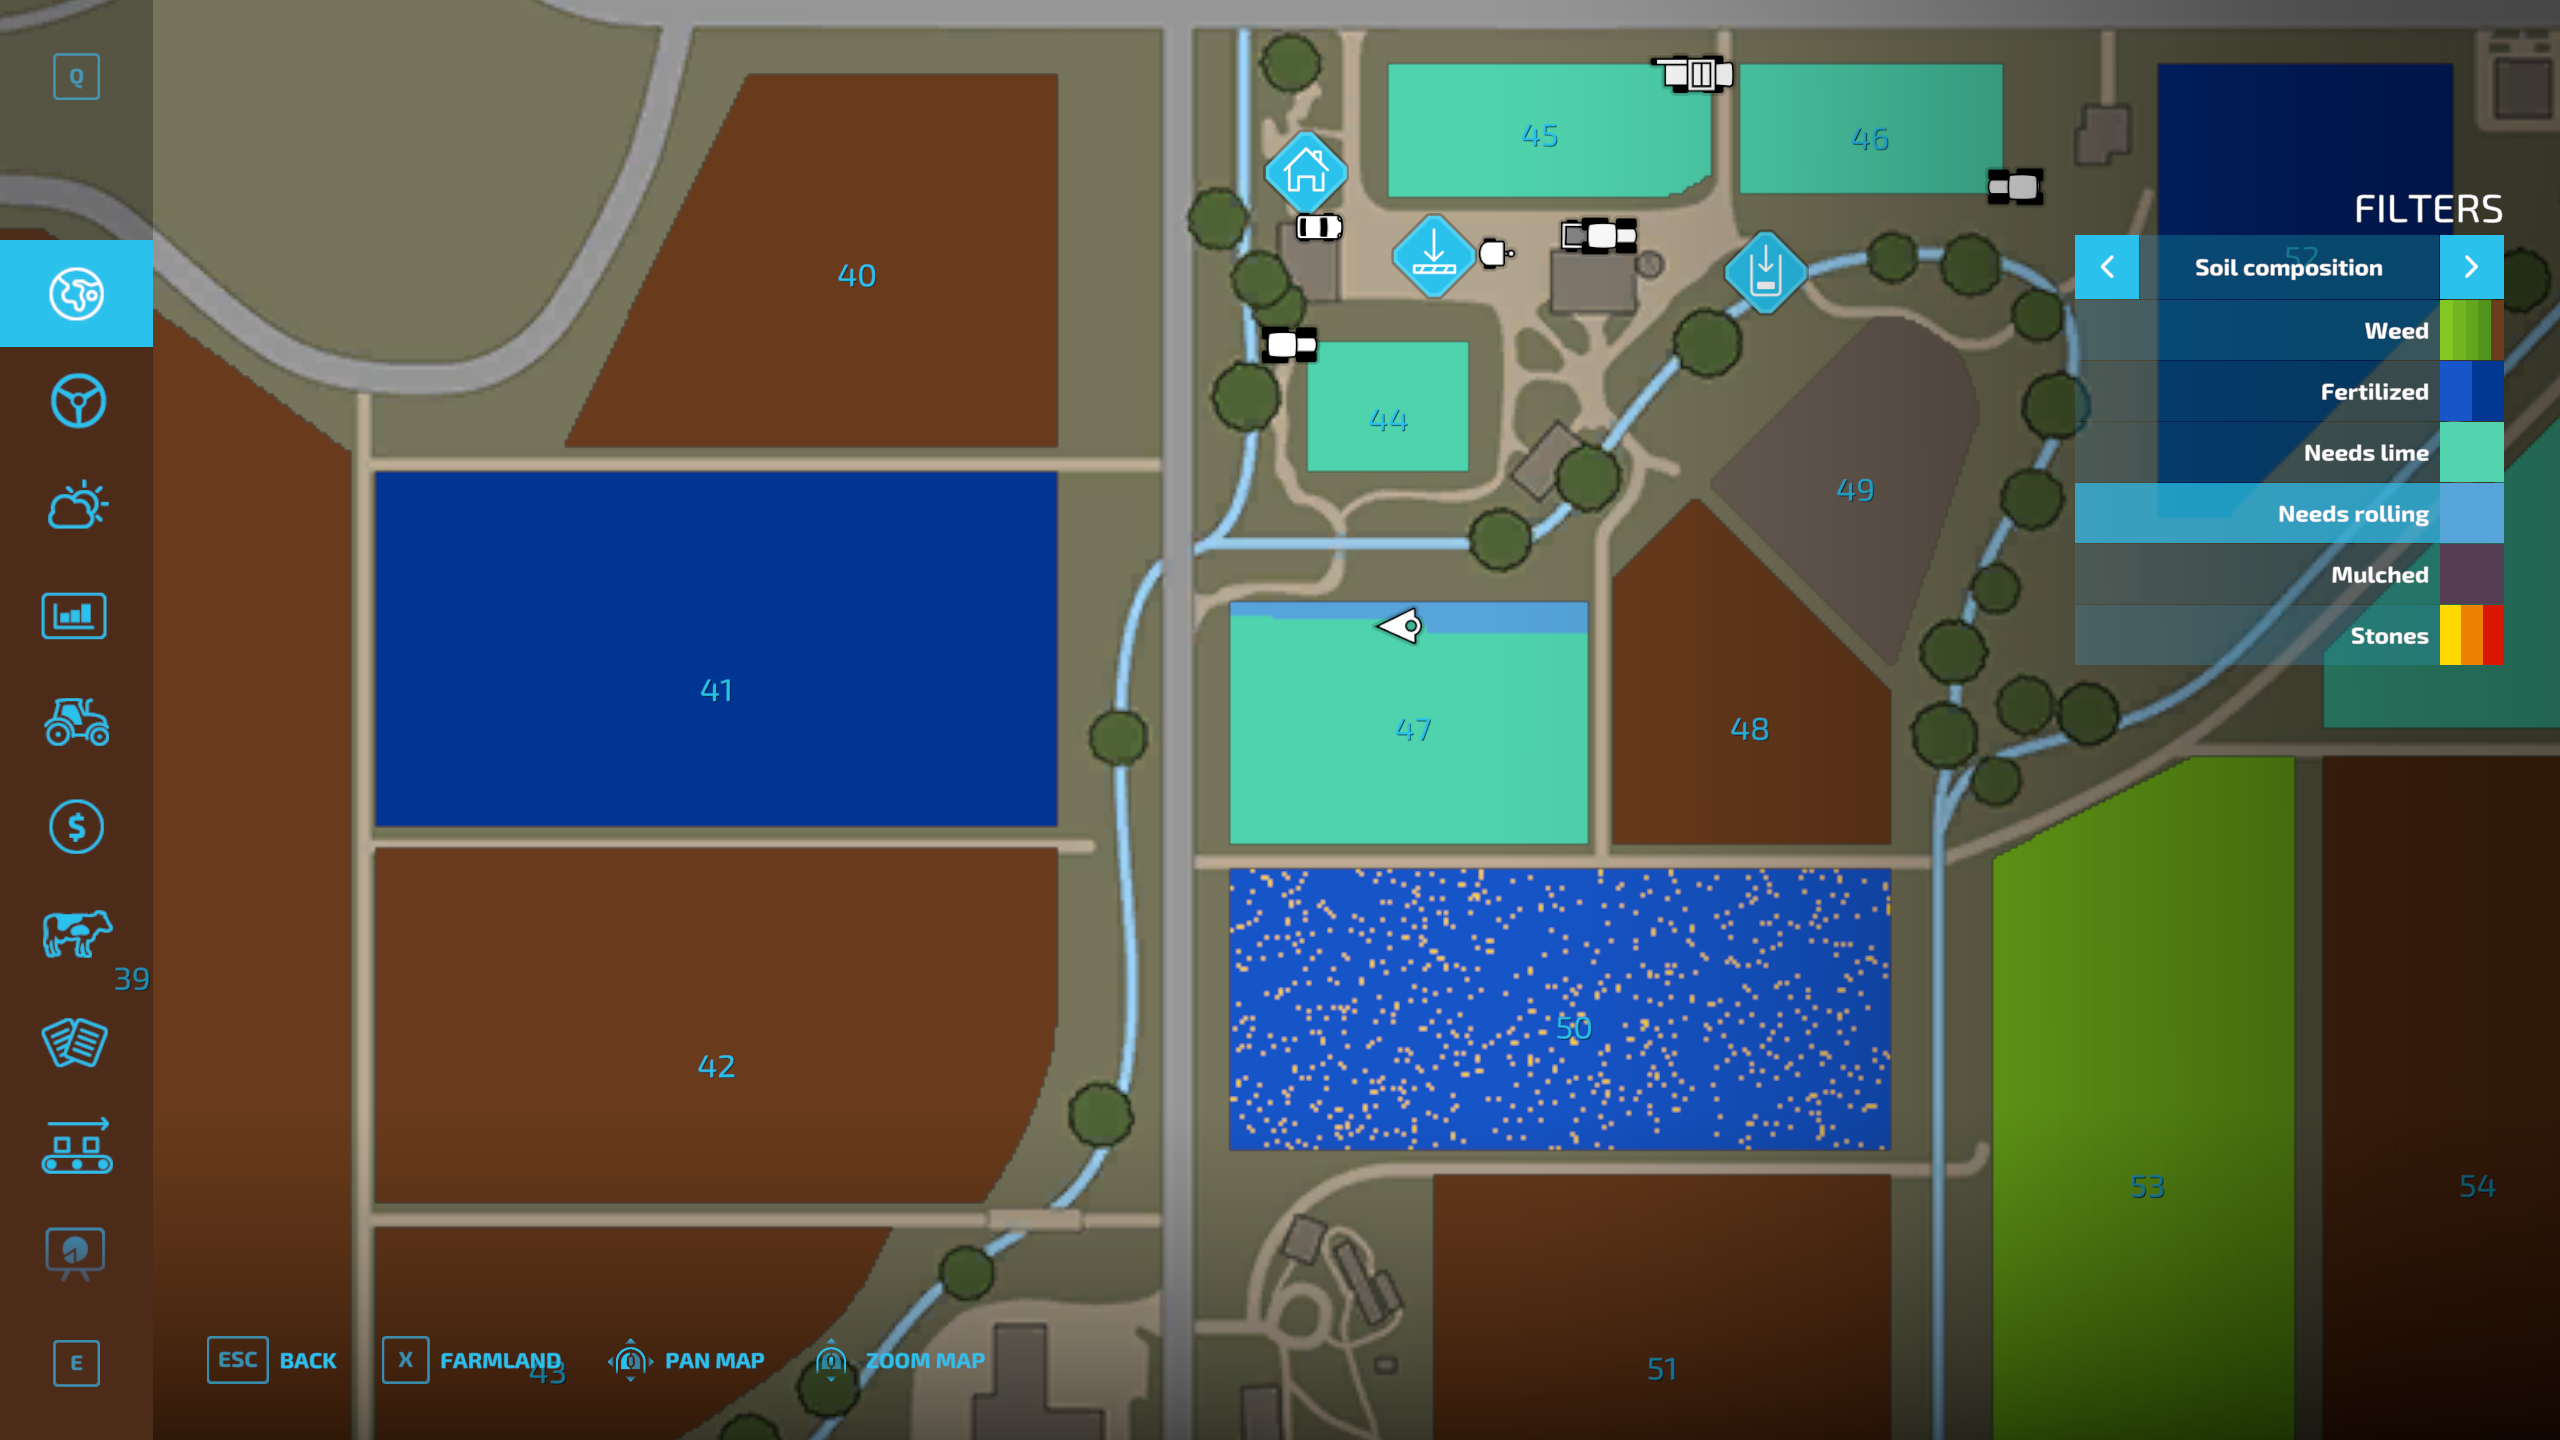 Q
45
46
FILTERS
52
Soil composition
Weed
40
Fertilized
44
Needs lime
49
Needs rolling
Mulched
Stones
41
47
48
39
50
42
53
54
ESC BACK
X FARMLAND
43
PAN MAP
ZOOM MAP
51
E